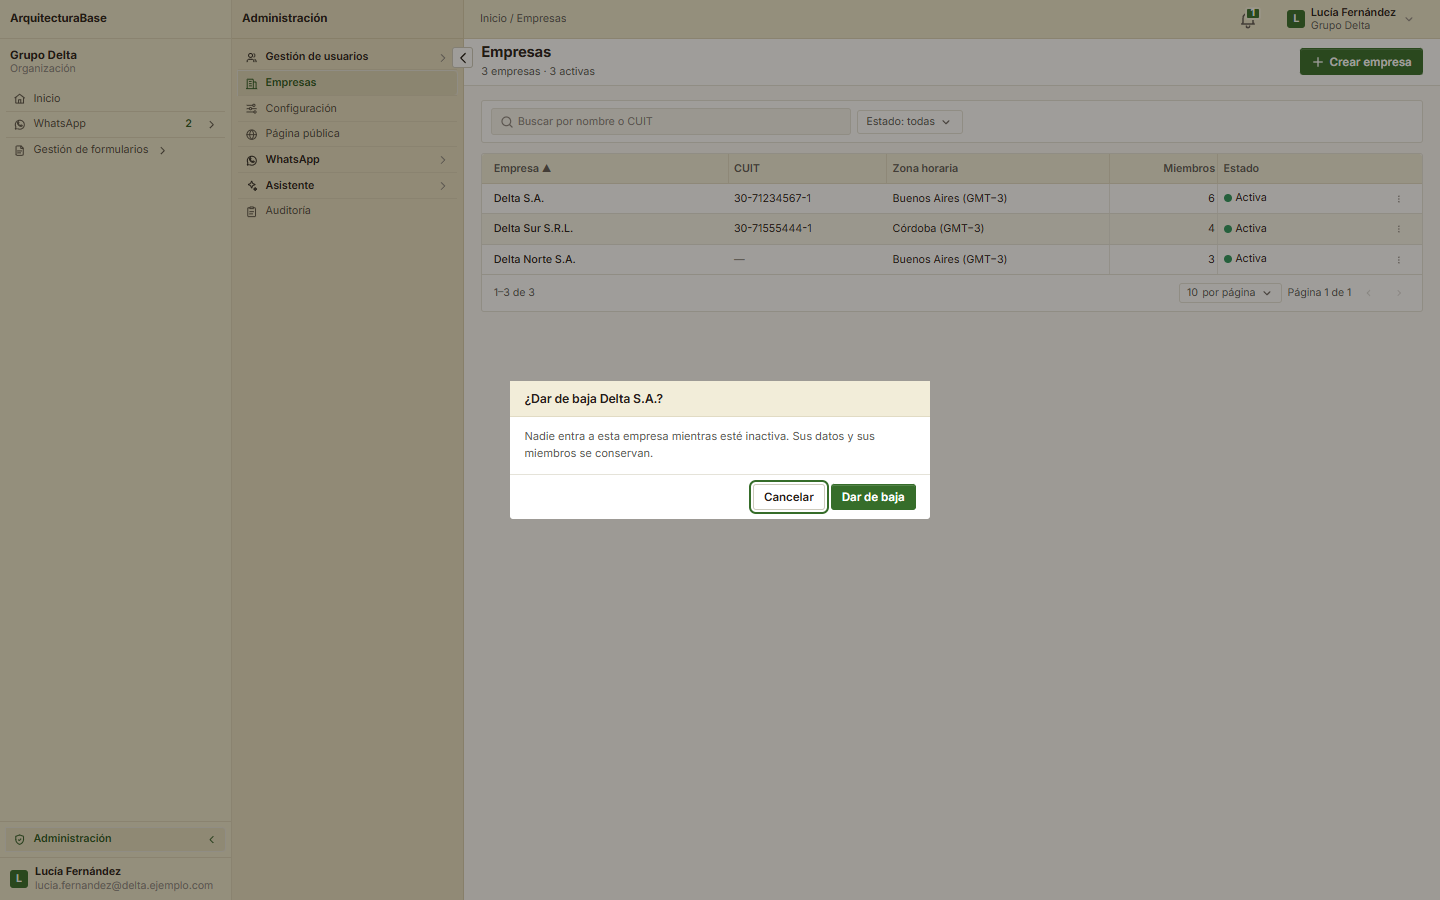 ArquitecturaBase
Grupo Delta
Organización
Inicio
WhatsApp 2
Gestión de formularios
Administración
L Lucía Fernández
lucia.fernandez@delta.ejemplo.com
Administración
Gestión de usuarios
Empresas
Configuración
Página pública
WhatsApp
Asistente
Auditoría
Inicio / Empresas
1
L Lucía Fernández
Grupo Delta
Empresas
3 empresas · 3 activas
Crear empresa
Buscar por nombre o CUIT
Estado: todas
Empresa ▲ CUIT Zona horaria Miembros Estado
Delta S.A. 30-71234567-1 Buenos Aires (GMT−3) 6 Activa
Delta Sur S.R.L. 30-71555444-1 Córdoba (GMT−3) 4 Activa
Delta Norte S.A. — Buenos Aires (GMT−3) 3 Activa
1–3 de 3
10 por página Página 1 de 1
¿Dar de baja Delta S.A.?
Nadie entra a esta empresa mientras esté inactiva. Sus datos y sus
miembros se conservan.
Cancelar Dar de baja